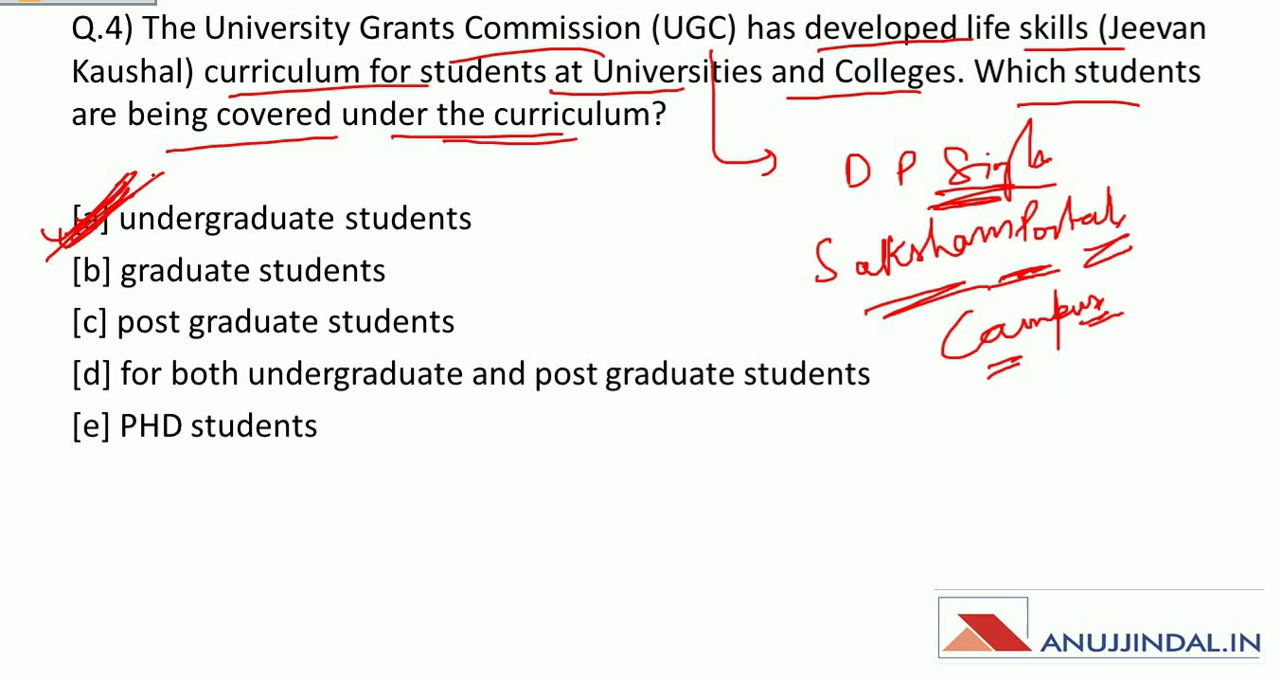 Q.4) The University Grants Commission (UGC) has developed life skills (Jeevan
Kaushal) curriculum for students at Universities and Colleges. Which students
are being covered under the curriculum?
D P
Saksham Portal
Campus
[a] undergraduate students
[b] graduate students
[c] post graduate students
[d] for both undergraduate and post graduate students
[e] PHD students
ANUJJINDAL.IN